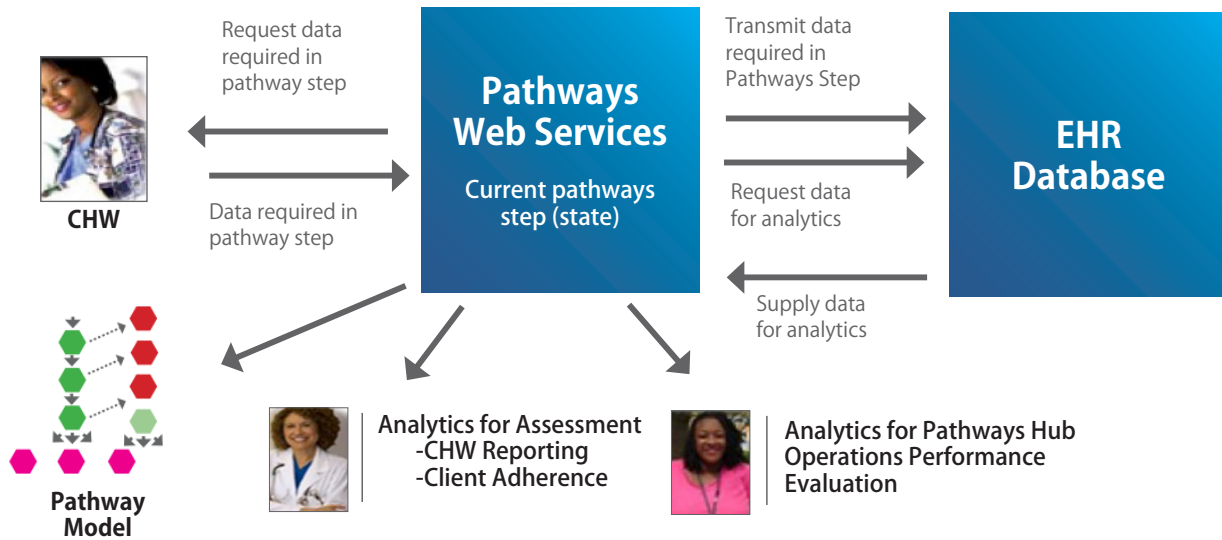 Request data
required in
pathway step
CHW
Data required in
pathway step
Pathways
Web Services
Current pathways
step (state)
Transmit data
required in
Pathways Step
Request data
for analytics
Supply data
for analytics
EHR
Database
Pathway
Model
Analytics for Assessment
-CHW Reporting
-Client Adherence
Analytics for Pathways Hub
Operations Performance
Evaluation